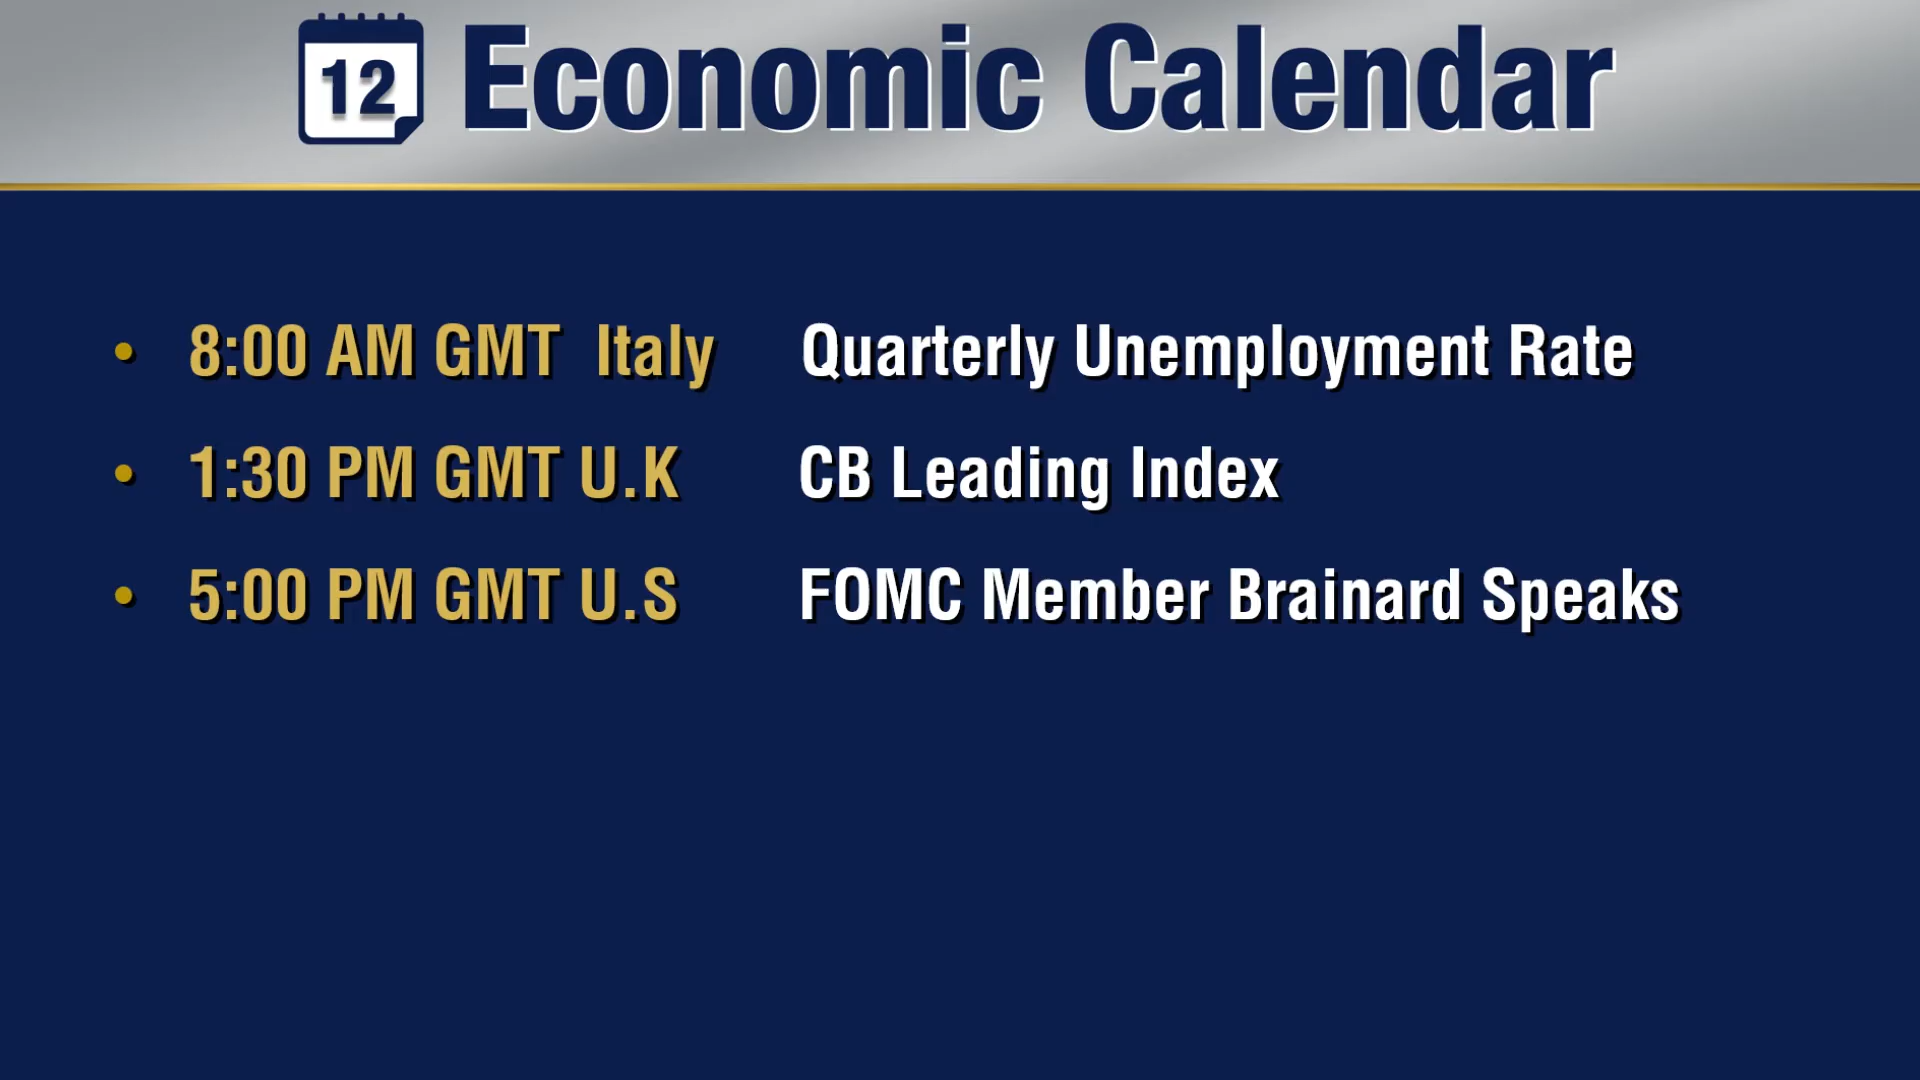 12 Economic Calendar
• 8:00 AM GMT Italy Quarterly Unemployment Rate
• 1:30 PM GMT U.K CB Leading Index
• 5:00 PM GMT U.S FOMC Member Brainard Speaks